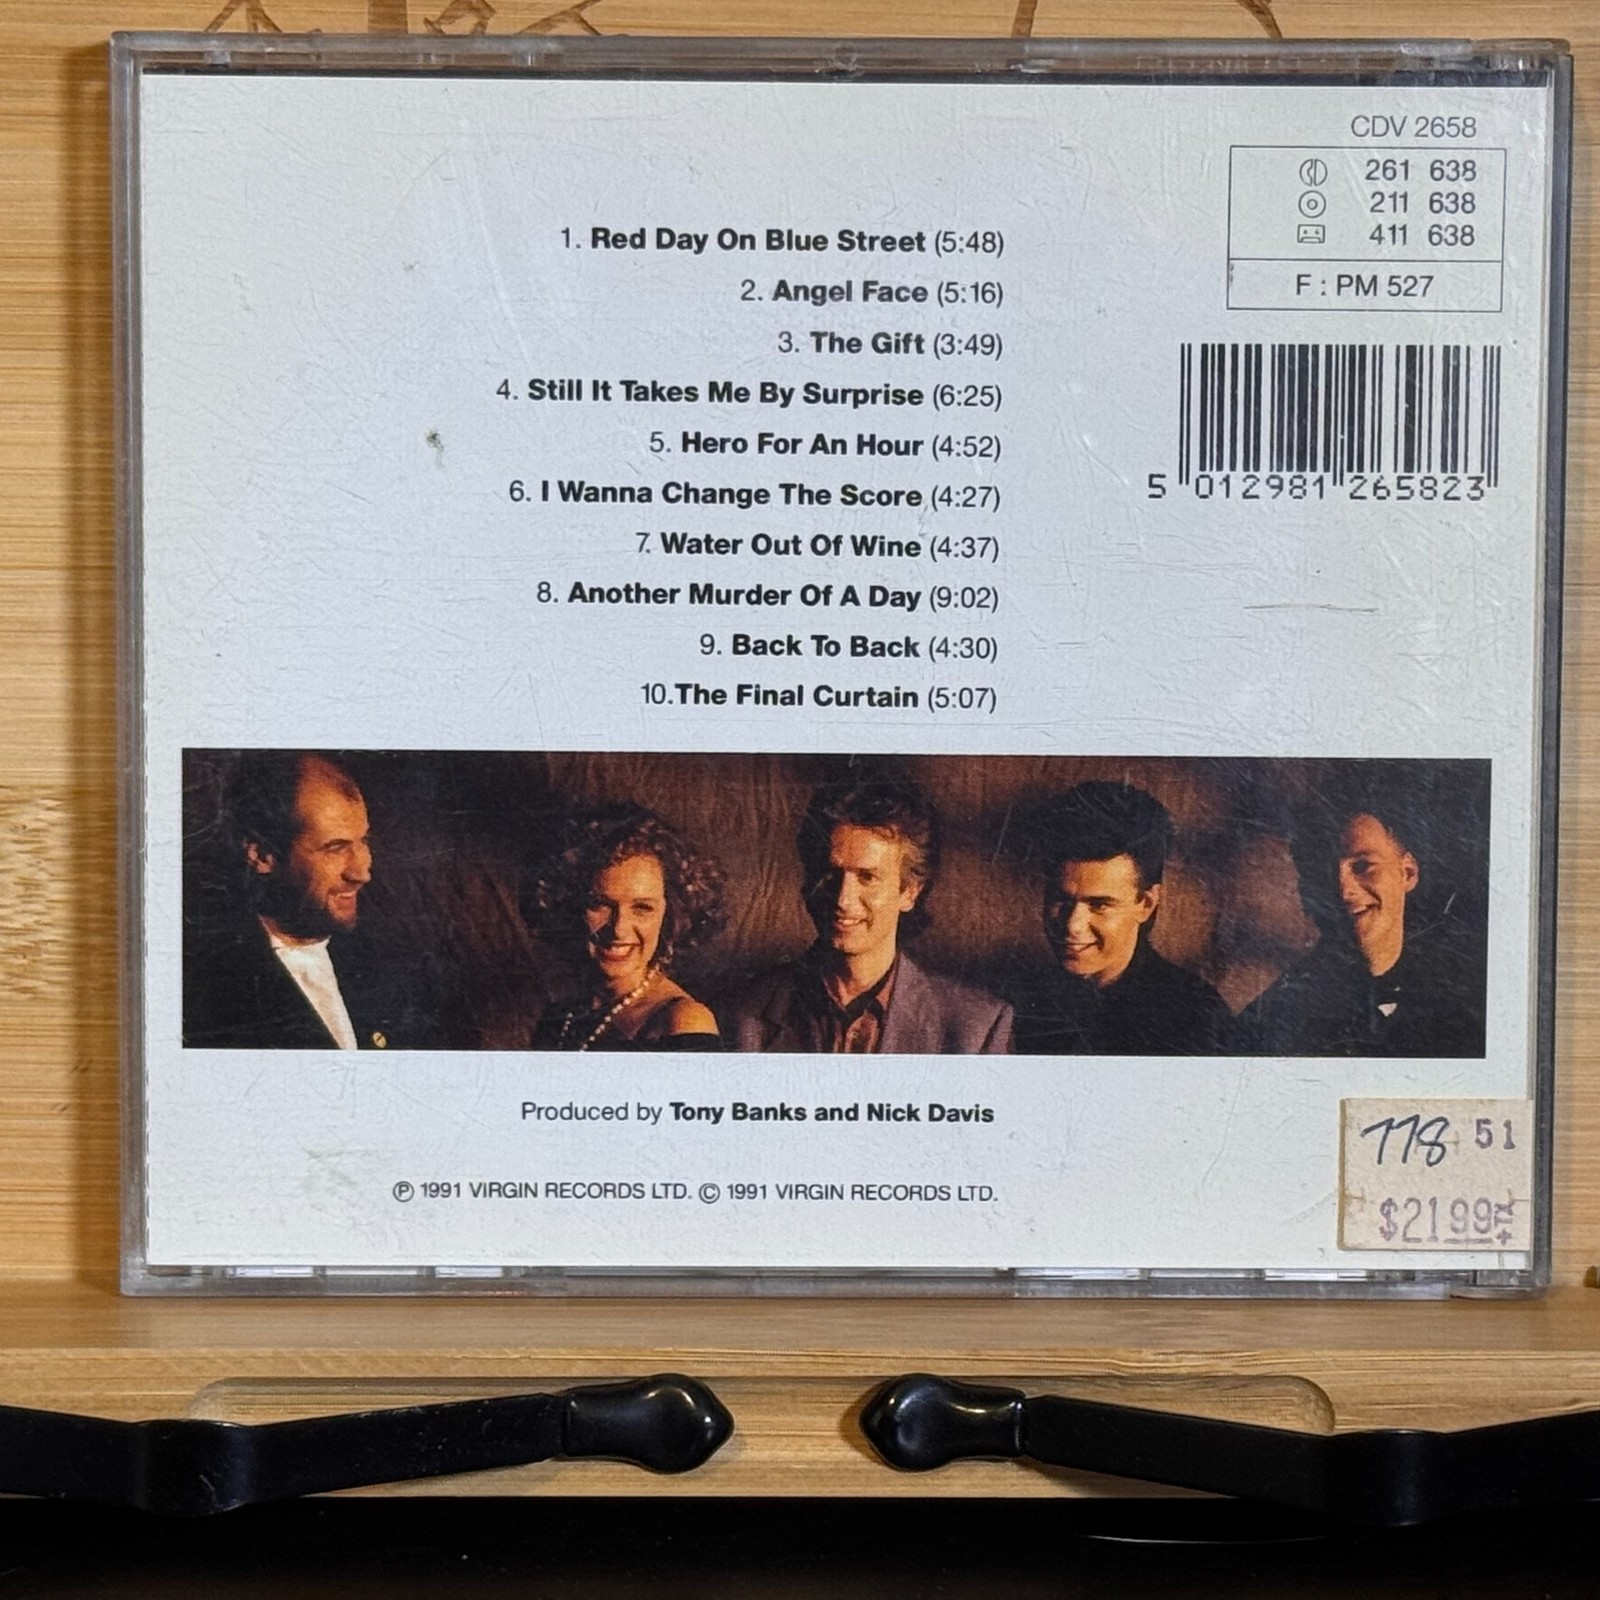 CDV 2658
261 638
211 638
411 638
F : PM 527
1. Red Day On Blue Street (5:48)
2. Angel Face (5:16)
3. The Gift (3:49)
4. Still It Takes Me By Surprise (6:25)
5. Hero For An Hour (4:52)
6. I Wanna Change The Score (4:27)
7. Water Out Of Wine (4:37)
8. Another Murder Of A Day (9:02)
9. Back To Back (4:30)
10.The Final Curtain (5:07)
5 012981 265823
Produced by Tony Banks and Nick Davis
℗ 1991 VIRGIN RECORDS LTD. © 1991 VIRGIN RECORDS LTD.
778 51
$21.99 +TX